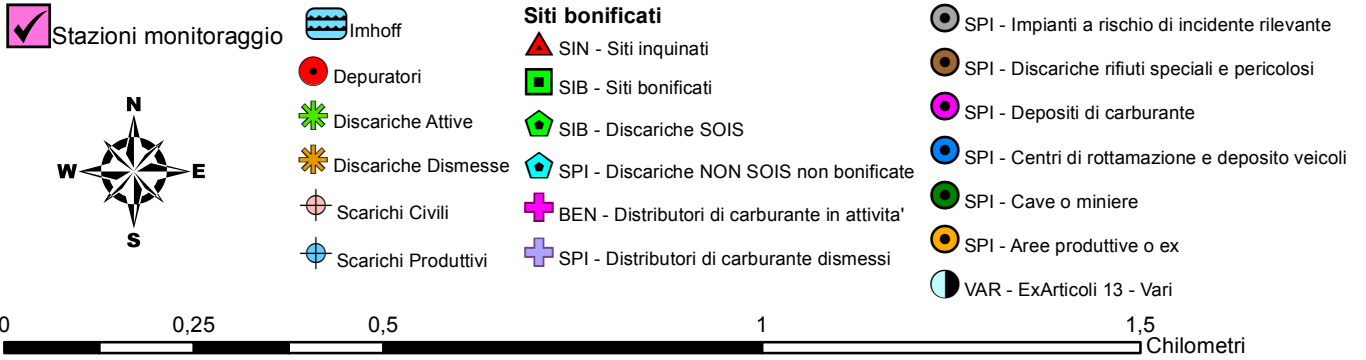 Stazioni monitoraggio
N
W
E
S
Imhoff
Depuratori
Discariche Attive
Discariche Dismesse
Scarichi Civili
Scarichi Produttivi
Siti bonificati
SIN - Siti inquinati
SIB - Siti bonificati
SIB - Discariche SOIS
SPI - Discariche NON SOIS non bonificate
BEN - Distributori di carburante in attivita'
SPI - Distributori di carburante dismessi
SPI - Impianti a rischio di incidente rilevante
SPI - Discariche rifiuti speciali e pericolosi
SPI - Depositi di carburante
SPI - Centri di rottamazione e deposito veicoli
SPI - Cave o miniere
SPI - Aree produttive o ex
VAR - ExArticoli 13 - Vari
0 0,25 0,5 1 1,5
Chilometri